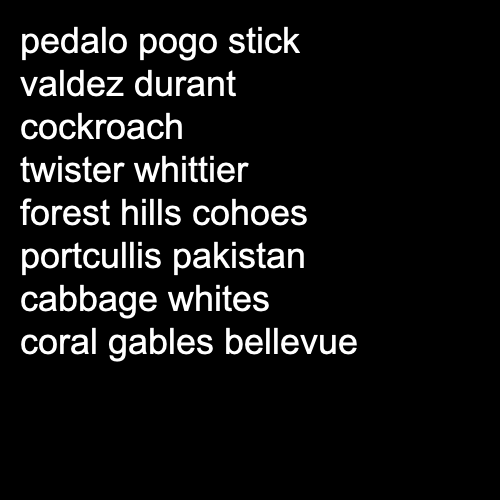 pedalo pogo stick
valdez durant
cockroach
twister whittier
forest hills cohoes
portcullis pakistan
cabbage whites
coral gables bellevue